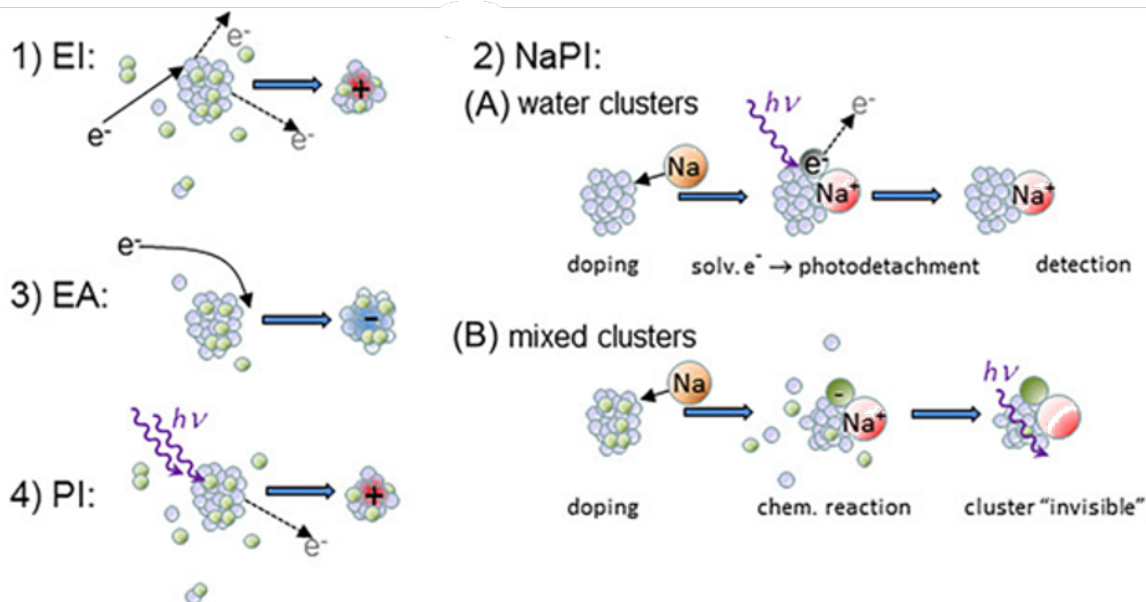 1) EI:
e⁻
e⁻
+
e⁻
3) EA:
e⁻
-
4) PI:
hν
+
e⁻
2) NaPI:
(A) water clusters
hν
e⁻
Na
e⁻
Na⁺
Na⁺
doping
solv. e⁻ → photodetachment
detection
(B) mixed clusters
Na
-
Na⁺
hν
doping
chem. reaction
cluster "invisible"